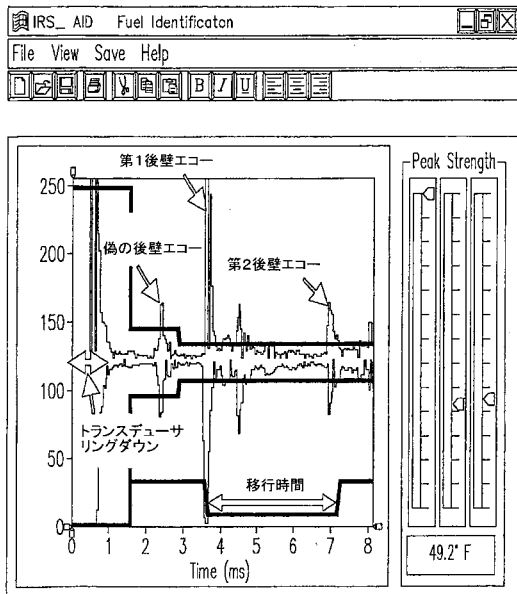 IRS_ AID Fuel Identificaton
File View Save Help
B I U
第1後壁エコー
偽の後壁エコー
第2後壁エコー
トランスデューサ
リングダウン
移行時間
250
200
150
100
50
0
0 1 2 3 4 5 6 7 8
Time (ms)
Peak Strength
49.2° F